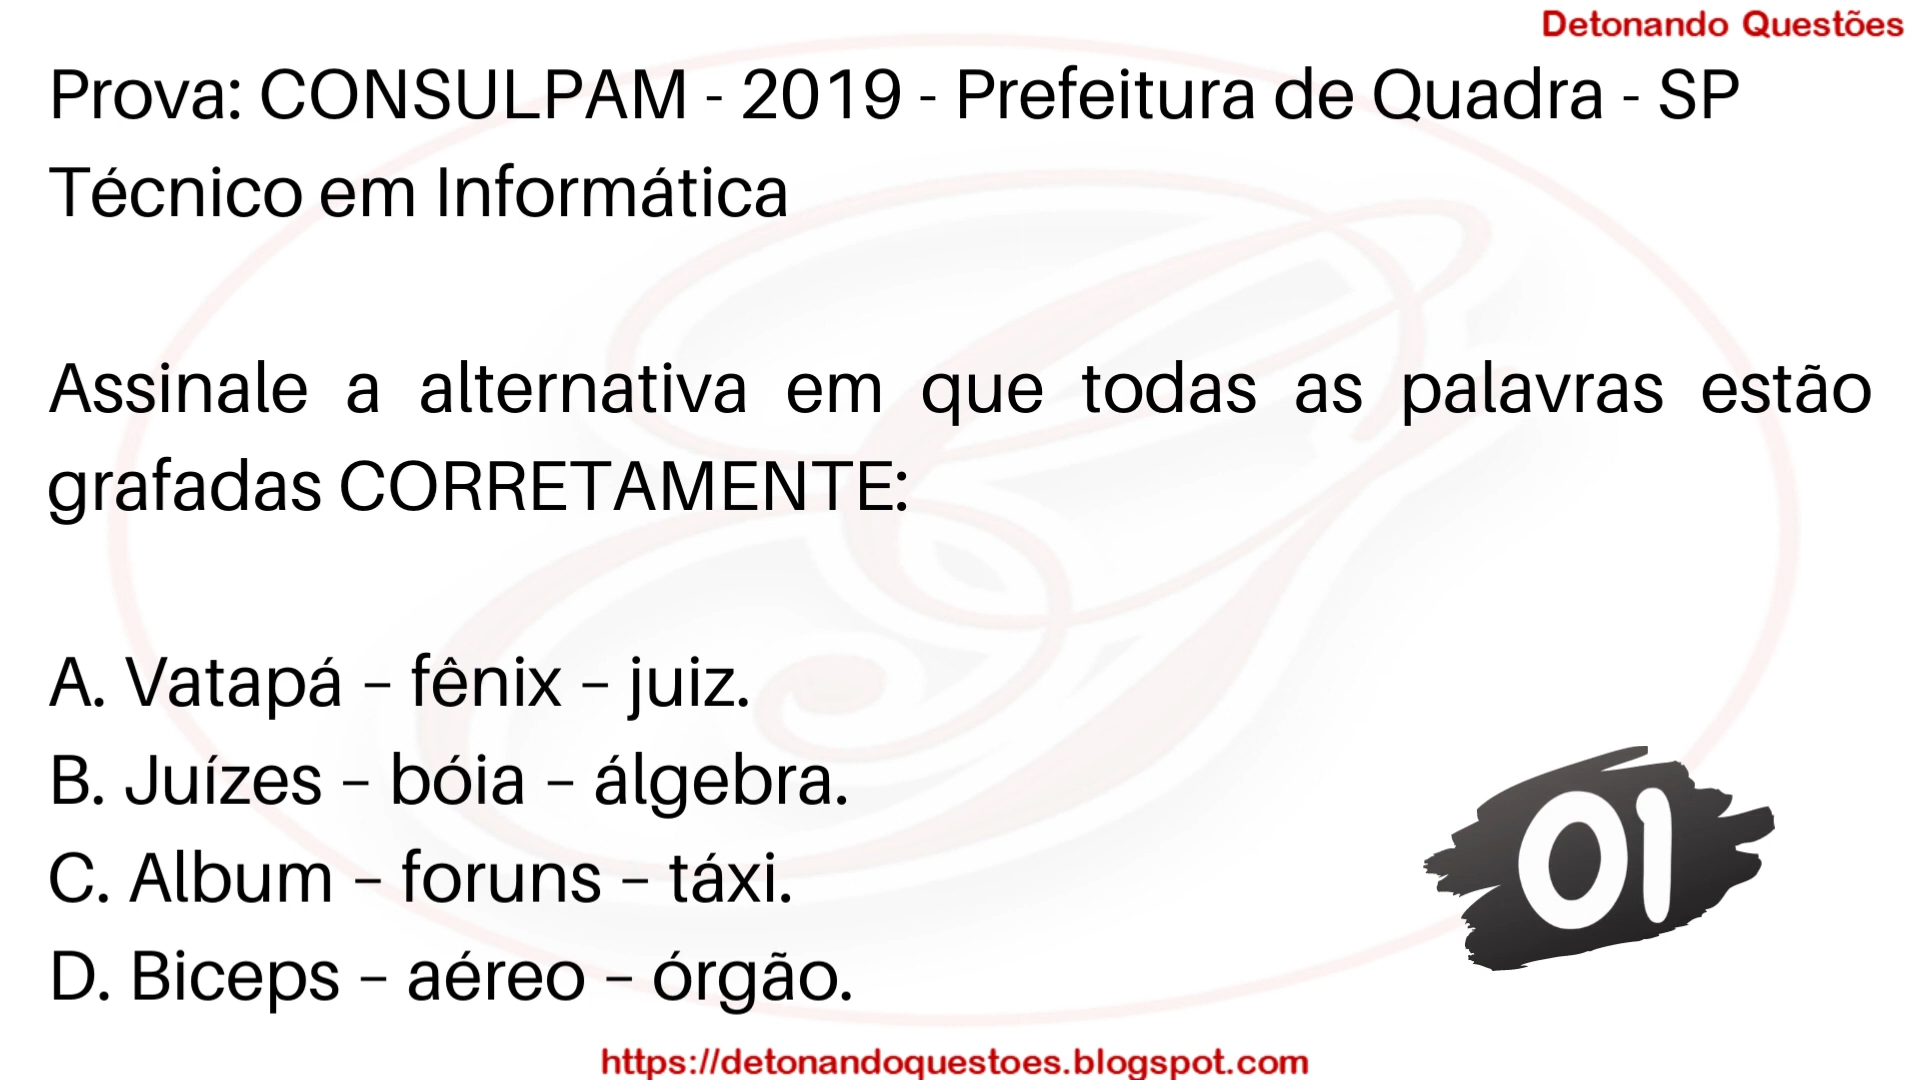 Detonando Questões
Prova: CONSULPAM - 2019 - Prefeitura de Quadra - SP
Técnico em Informática
Assinale a alternativa em que todas as palavras estão
grafadas CORRETAMENTE:
A. Vatapá – fênix – juiz.
B. Juízes – bóia – álgebra.
C. Album – foruns – táxi.
D. Biceps – aéreo – órgão.
01
https://detonandoquestoes.blogspot.com